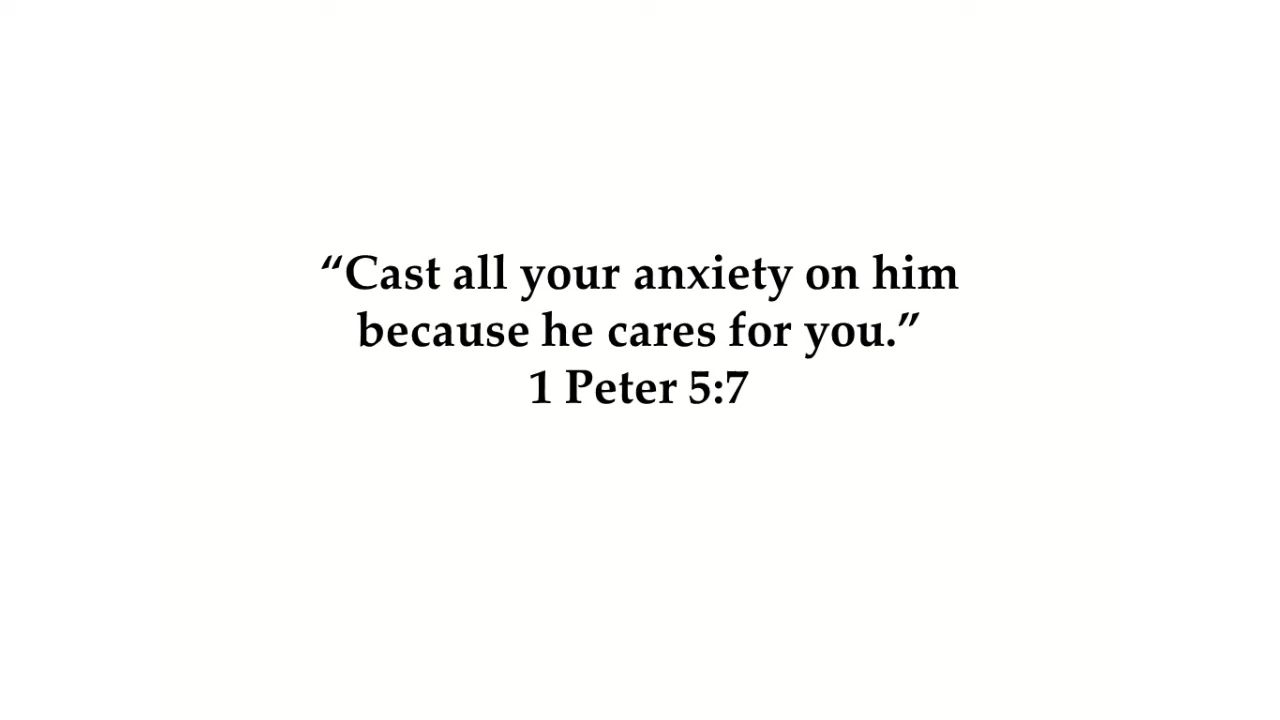 “Cast all your anxiety on him
because he cares for you.”
1 Peter 5:7